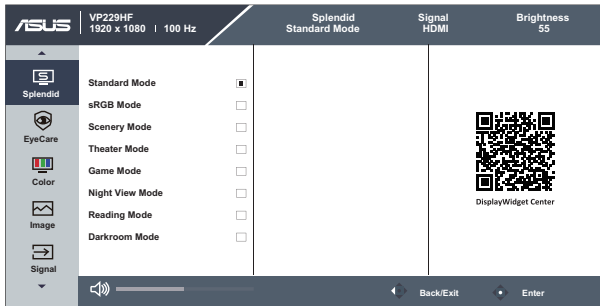 ASUS
VP229HF
1920 x 1080 | 100 Hz
Splendid
Standard Mode
Signal
HDMI
Brightness
55
Splendid
EyeCare
Color
Image
Signal
Standard Mode
sRGB Mode
Scenery Mode
Theater Mode
Game Mode
Night View Mode
Reading Mode
Darkroom Mode
DisplayWidget Center
Back/Exit
Enter